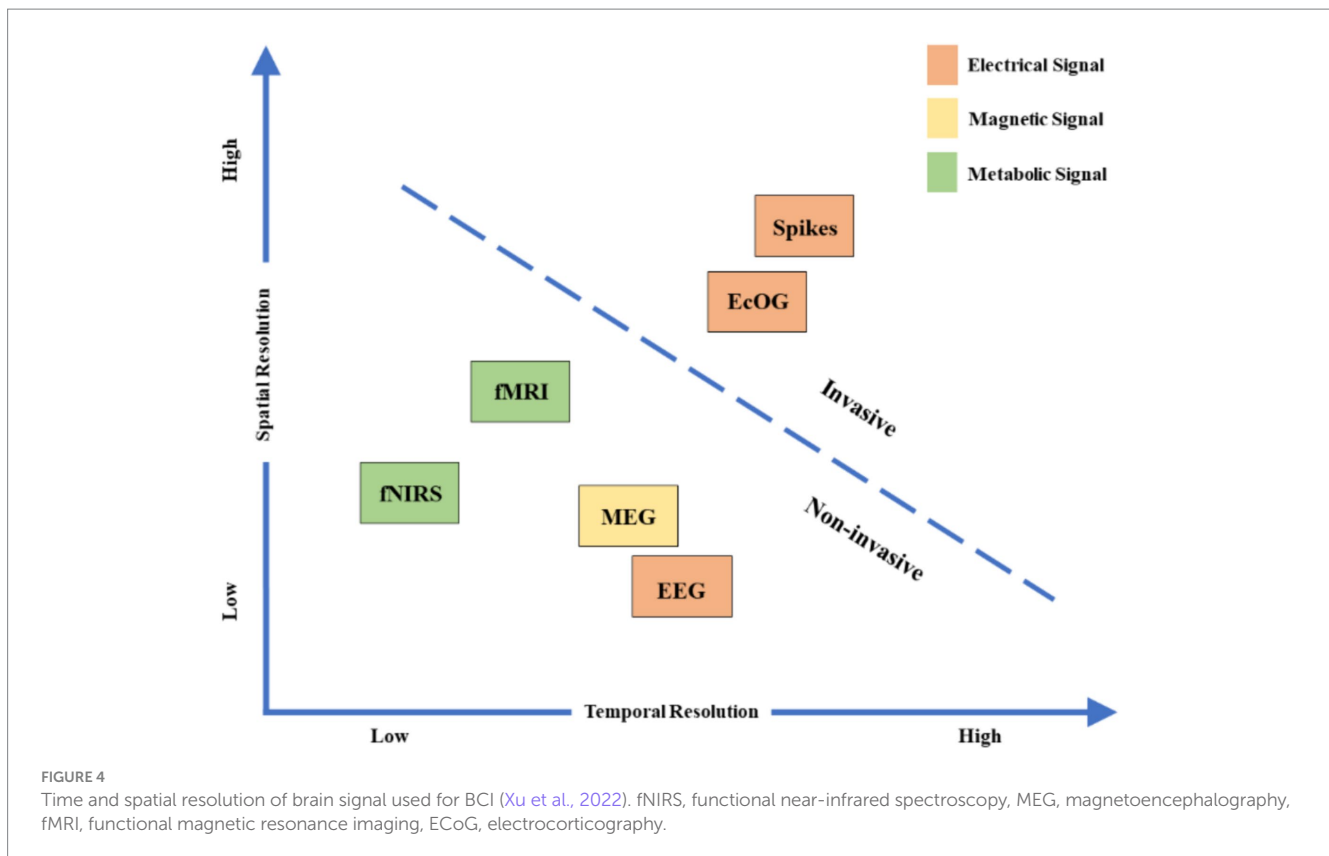 Electrical Signal
Magnetic Signal
Metabolic Signal
High
Spatial Resolution
Low
Spikes
EcOG
fMRI
fNIRS
MEG
EEG
Invasive
Non-invasive
Temporal Resolution
Low
High
FIGURE 4
Time and spatial resolution of brain signal used for BCI (Xu et al., 2022). fNIRS, functional near-infrared spectroscopy, MEG, magnetoencephalography,
fMRI, functional magnetic resonance imaging, ECoG, electrocorticography.